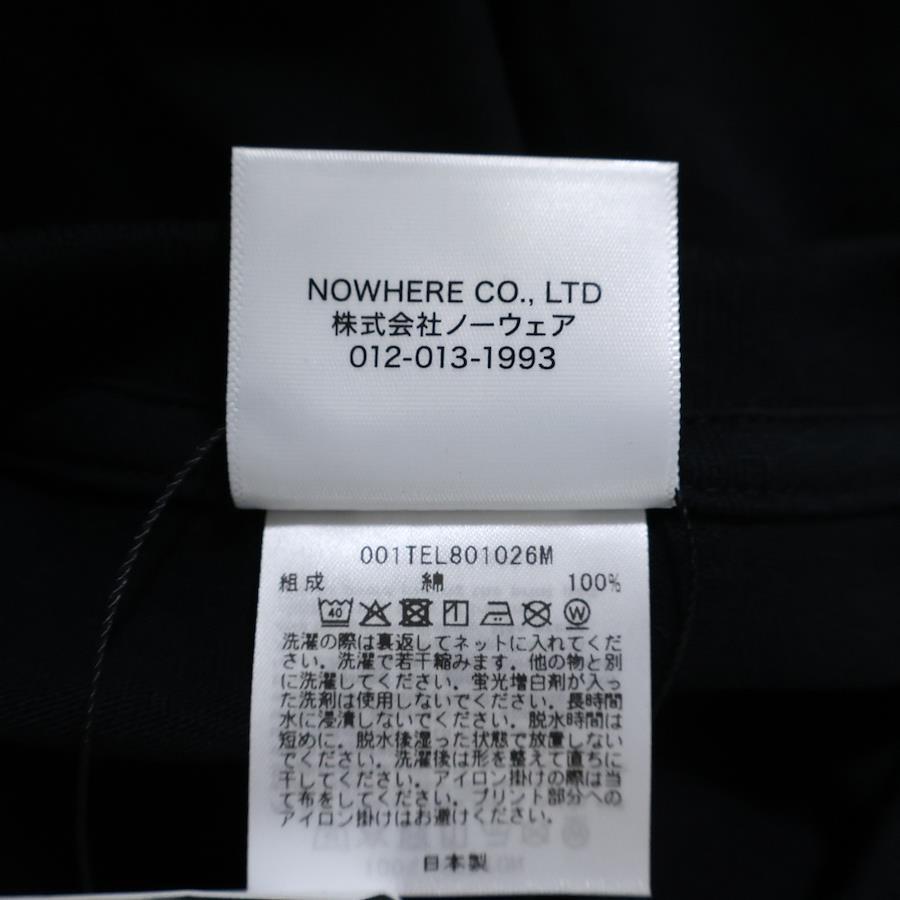 NOWHERE CO., LTD
株式会社ノーウェア
012-013-1993
001TEL801026M
組成 綿 100%
40 W
洗濯の際は裏返してネットに入れてくだ
さい。洗濯で若干縮みます。他の物と別
に洗濯してください。蛍光増白剤が入っ
た洗剤は使用しないでください。長時間
水に浸漬しないでください。脱水時間は
短めに。脱水後湿った状態で放置しない
でください。洗濯後は形を整えて直ちに
干してください。アイロン掛けの際は当
て布をしてください。プリント部分への
アイロン掛けはお避けください。
日本製